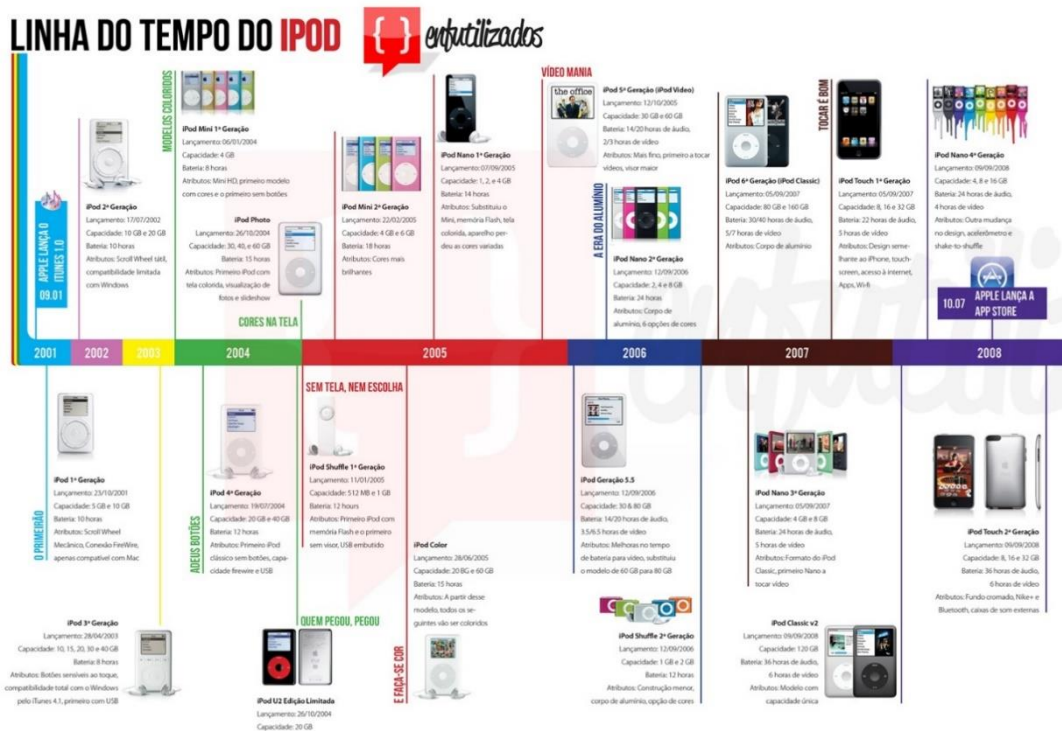 LINHA DO TEMPO DO IPOD
{ } enfutilizados
MODELOS COLORIDOS
iPod Mini 1ª Geração
Lançamento: 06/01/2004
Capacidade: 4 GB
Bateria: 8 horas
Atributos: Mini HD, primeiro modelo
com cores e o primeiro sem botões
VÍDEO MANIA
the office
iPod 5ª Geração (iPod Video)
Lançamento: 12/10/2005
Capacidade: 30 GB e 60 GB
Bateria: 14/20 horas de áudio,
2/3 horas de vídeo
Atributos: Mais fino, primeiro a tocar
vídeos, visor maior
TOCAR É BOM
iPod Nano 1ª Geração
Lançamento: 07/09/2005
Capacidade: 1, 2, e 4 GB
Bateria: 14 horas
Atributos: Substituiu o
Mini, memória Flash, tela
colorida, aparelho per-
deu as cores variadas
iPod Nano 4ª Geração
Lançamento: 09/09/2008
Capacidade: 4, 8 e 16 GB
Bateria: 24 horas de áudio,
4 horas de vídeo
Atributos: Outra mudança
no design, acelerômetro e
shake-to-shuffle
iPod 6ª Geração (iPod Classic)
Lançamento: 05/09/2007
Capacidade: 80 GB e 160 GB
Bateria: 30/40 horas de áudio,
5/7 horas de vídeo
Atributos: Corpo de alumínio
iPod Touch 1ª Geração
Lançamento: 05/09/2007
Capacidade: 8, 16 e 32 GB
Bateria: 22 horas de áudio,
5 horas de vídeo
Atributos: Design seme-
lhante ao iPhone, touch-
screen, acesso à internet,
Apps, Wi-fi
APPLE LANÇA O
ITUNES 1.0
09.01
iPod 2ª Geração
Lançamento: 17/07/2002
Capacidade: 10 GB e 20 GB
Bateria: 10 horas
Atributos: Scroll Wheel tátil,
compatibilidade limitada
com Windows
iPod Photo
Lançamento: 26/10/2004
Capacidade: 30, 40, e 60 GB
Bateria: 15 horas
Atributos: Primeiro iPod com
tela colorida, visualização de
fotos e slideshow
CORES NA TELA
iPod Mini 2ª Geração
Lançamento: 22/02/2005
Capacidade: 4 GB e 6 GB
Bateria: 18 horas
Atributos: Cores mais
brilhantes
A ERA DO ALUMÍNIO
iPod Nano 2ª Geração
Lançamento: 12/09/2006
Capacidade: 2, 4 e 8 GB
Bateria: 24 horas
Atributos: Corpo de
alumínio, 6 opções de cores
10.07
APPLE LANÇA A
APP STORE
2001 2002 2003 2004 2005 2006 2007 2008
O PRIMEIRÃO
iPod 1ª Geração
Lançamento: 23/10/2001
Capacidade: 5 GB e 10 GB
Bateria: 10 horas
Atributos: Scroll Wheel
Mecânico, Conexão FireWire,
apenas compatível com Mac
ADEUS BOTÕES
iPod 4ª Geração
Lançamento: 19/07/2004
Capacidade: 20 GB e 40 GB
Bateria: 12 horas
Atributos: Primeiro iPod
clássico sem botões, capa-
cidade firewire e USB
SEM TELA, NEM ESCOLHA
iPod Shuffle 1ª Geração
Lançamento: 11/01/2005
Capacidade: 512 MB e 1 GB
Bateria: 12 hours
Atributos: Primeiro iPod com
memória Flash e o primeiro
sem visor, USB embutido
E FAÇA-SE COR
iPod Color
Lançamento: 28/06/2005
Capacidade: 20 BG e 60 GB
Bateria: 15 horas
Atributos: A partir desse
modelo, todos os se-
guintes vão ser coloridos
iPod Geração 5.5
Lançamento: 12/09/2006
Capacidade: 30 & 80 GB
Bateria: 14/20 horas de áudio,
3.5/6.5 horas de vídeo
Atributos: Melhoras no tempo
de bateria para vídeo, substituiu
o modelo de 60 GB para 80 GB
iPod Nano 3ª Geração
Lançamento: 05/09/2007
Capacidade: 4 GB e 8 GB
Bateria: 24 horas de áudio,
5 horas de vídeo
Atributos: Formato do iPod
Classic, primeiro Nano a
tocar vídeo
iPod Touch 2ª Geração
Lançamento: 09/09/2008
Capacidade: 8, 16 e 32 GB
Bateria: 36 horas de áudio,
6 horas de vídeo
Atributos: Fundo cromado, Nike+ e
Bluetooth, caixas de som externas
iPod 3ª Geração
Lançamento: 28/04/2003
Capacidade: 10, 15, 20, 30 e 40 GB
Bateria: 8 horas
Atributos: Botões sensíveis ao toque,
compatibilidade total com o Windows
pelo iTunes 4.1, primeiro com USB
QUEM PEGOU, PEGOU
iPod U2 Edição Limitada
Lançamento: 26/10/2004
Capacidade: 20 GB
iPod Shuffle 2ª Geração
Lançamento: 12/09/2006
Capacidade: 1 GB e 2 GB
Bateria: 12 horas
Atributos: Construção menor,
corpo de alumínio, opção de cores
iPod Classic v2
Lançamento: 09/09/2008
Capacidade: 120 GB
Bateria: 36 horas de áudio,
6 horas de vídeo
Atributos: Modelo com
capacidade única